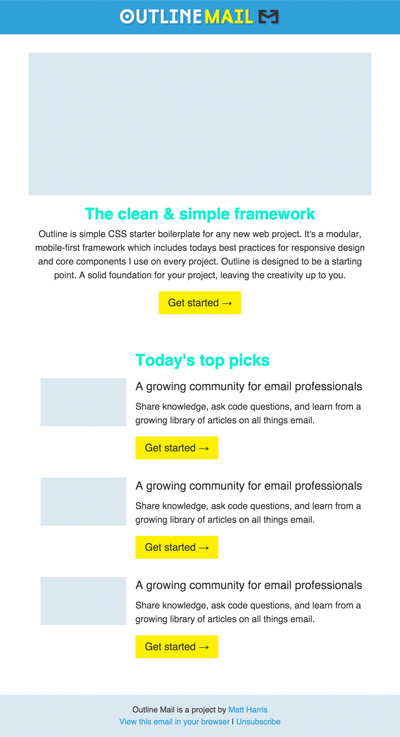 OUTLINEMAIL
The clean & simple framework
Outline is simple CSS starter boilerplate for any new web project. It's a modular,
mobile-first framework which includes todays best practices for responsive design
and core components I use on every project. Outline is designed to be a starting
point. A solid foundation for your project, leaving the creativity up to you.
Get started →
Today's top picks
A growing community for email professionals
Share knowledge, ask code questions, and learn from a
growing library of articles on all things email.
Get started →
A growing community for email professionals
Share knowledge, ask code questions, and learn from a
growing library of articles on all things email.
Get started →
A growing community for email professionals
Share knowledge, ask code questions, and learn from a
growing library of articles on all things email.
Get started →
Outline Mail is a project by Matt Harris
View this email in your browser | Unsubscribe